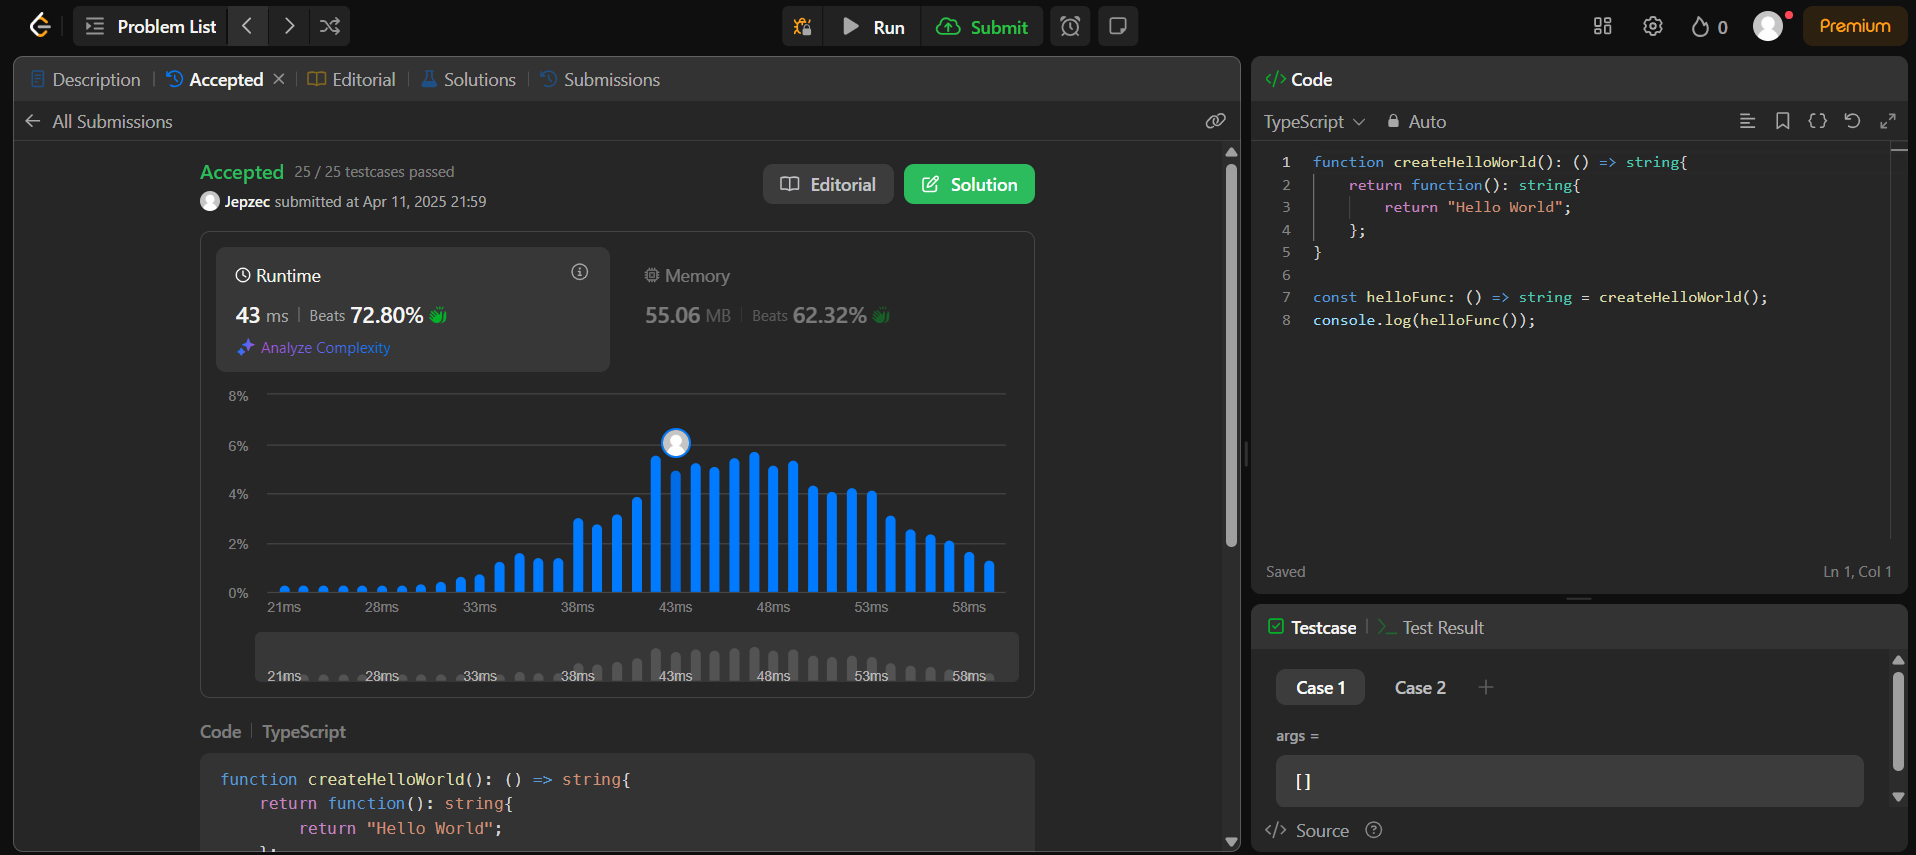 Problem List
Run
Submit
0
Premium
Description
Accepted
Editorial
Solutions
Submissions
All Submissions
Accepted 25 / 25 testcases passed
Jepzec submitted at Apr 11, 2025 21:59
Editorial
Solution
Runtime
43 ms | Beats 72.80%
Analyze Complexity
Memory
55.06 MB | Beats 62.32%
8%
6%
4%
2%
0%
21ms 28ms 33ms 38ms 43ms 48ms 53ms 58ms
21ms 28ms 33ms 38ms 43ms 48ms 53ms 58ms
Code | TypeScript
function createHelloWorld(): () => string{
return function(): string{
return "Hello World";
};
</> Code
TypeScript
Auto
1 function createHelloWorld(): () => string{
2 return function(): string{
3 return "Hello World";
4 };
5 }
6
7 const helloFunc: () => string = createHelloWorld();
8 console.log(helloFunc());
Saved
Ln 1, Col 1
Testcase
Test Result
Case 1
Case 2
args =
[]
</> Source